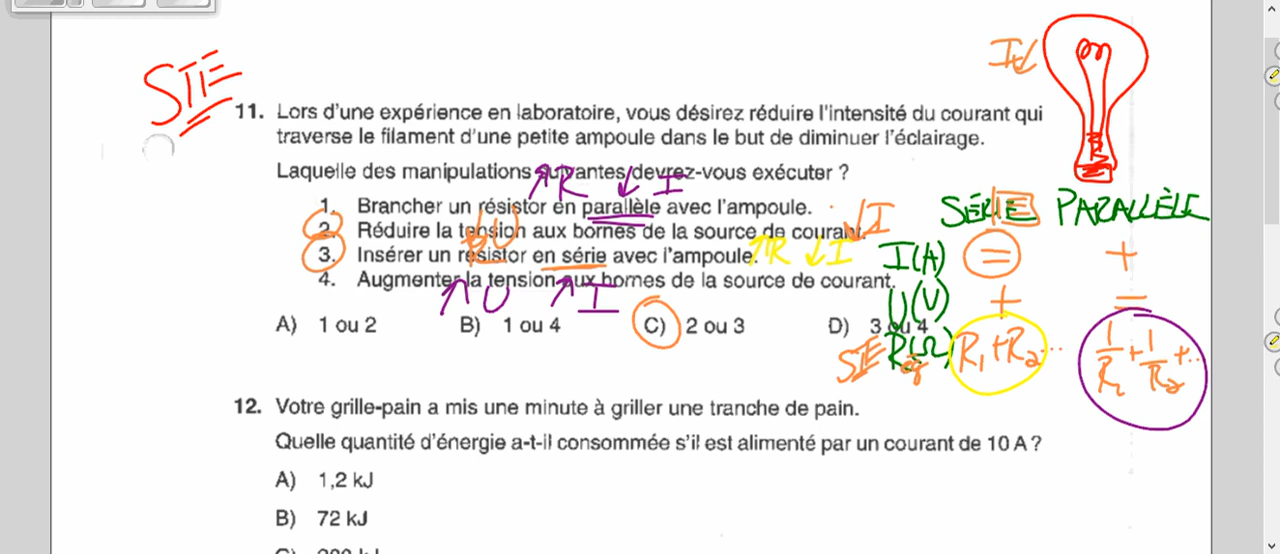 STE
I↓
11. Lors d'une expérience en laboratoire, vous désirez réduire l'intensité du courant qui
traverse le filament d'une petite ampoule dans le but de diminuer l'éclairage.
Laquelle des manipulations suivantes devrez-vous exécuter ?
↑R ↓I
1. Brancher un résistor en parallèle avec l'ampoule.
SÉRIE PARALLÈLE
2. Réduire la tension aux bornes de la source de courant.
↓U ↓I
3. Insérer un résistor en série avec l'ampoule.
↑R ↓I
I(A) = +
4. Augmenter la tension aux bornes de la source de courant.
↑U ↑I
U(V) + =
A) 1 ou 2 B) 1 ou 4 C) 2 ou 3 D) 3 ou 4
STE R(Ω) R₁+R₂... 1/R₁+1/R₂+...
12. Votre grille-pain a mis une minute à griller une tranche de pain.
Quelle quantité d'énergie a-t-il consommée s'il est alimenté par un courant de 10 A ?
A) 1,2 kJ
B) 72 kJ